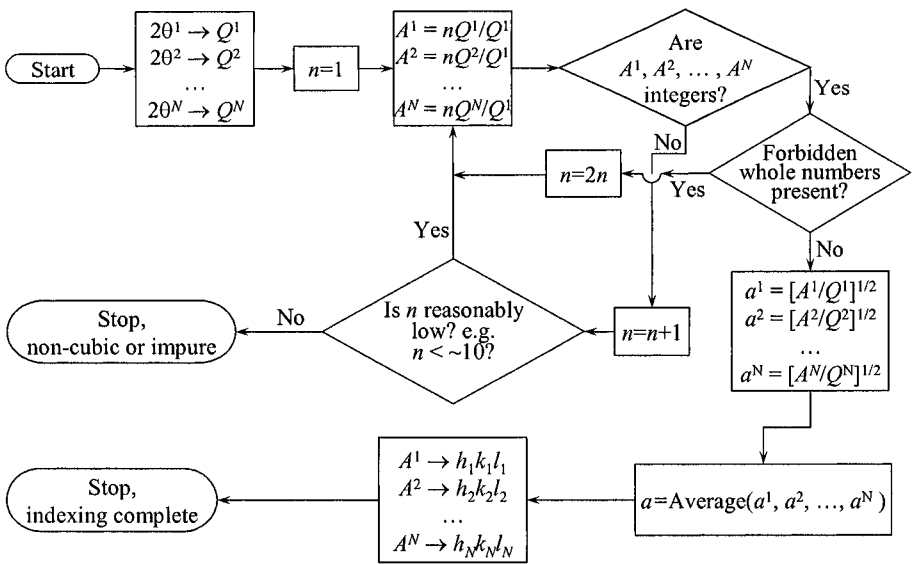 Start
2θ¹ → Q¹
2θ² → Q²
...
2θᴺ → Qᴺ
n=1
A¹ = nQ¹/Q¹
A² = nQ²/Q¹
...
Aᴺ = nQᴺ/Q¹
Are
A¹, A², ... , Aᴺ
integers?
Yes
No
Forbidden
whole numbers
present?
Yes
n=2n
No
Yes
Is n reasonably
low? e.g.
n < ~10?
n=n+1
No
Stop,
non-cubic or impure
a¹ = [A¹/Q¹]¹/²
a² = [A²/Q²]¹/²
...
aᴺ = [Aᴺ/Qᴺ]¹/²
a=Average(a¹, a², ..., aᴺ)
A¹ → h₁k₁l₁
A² → h₂k₂l₂
...
Aᴺ → h_Nk_Nl_N
Stop,
indexing complete